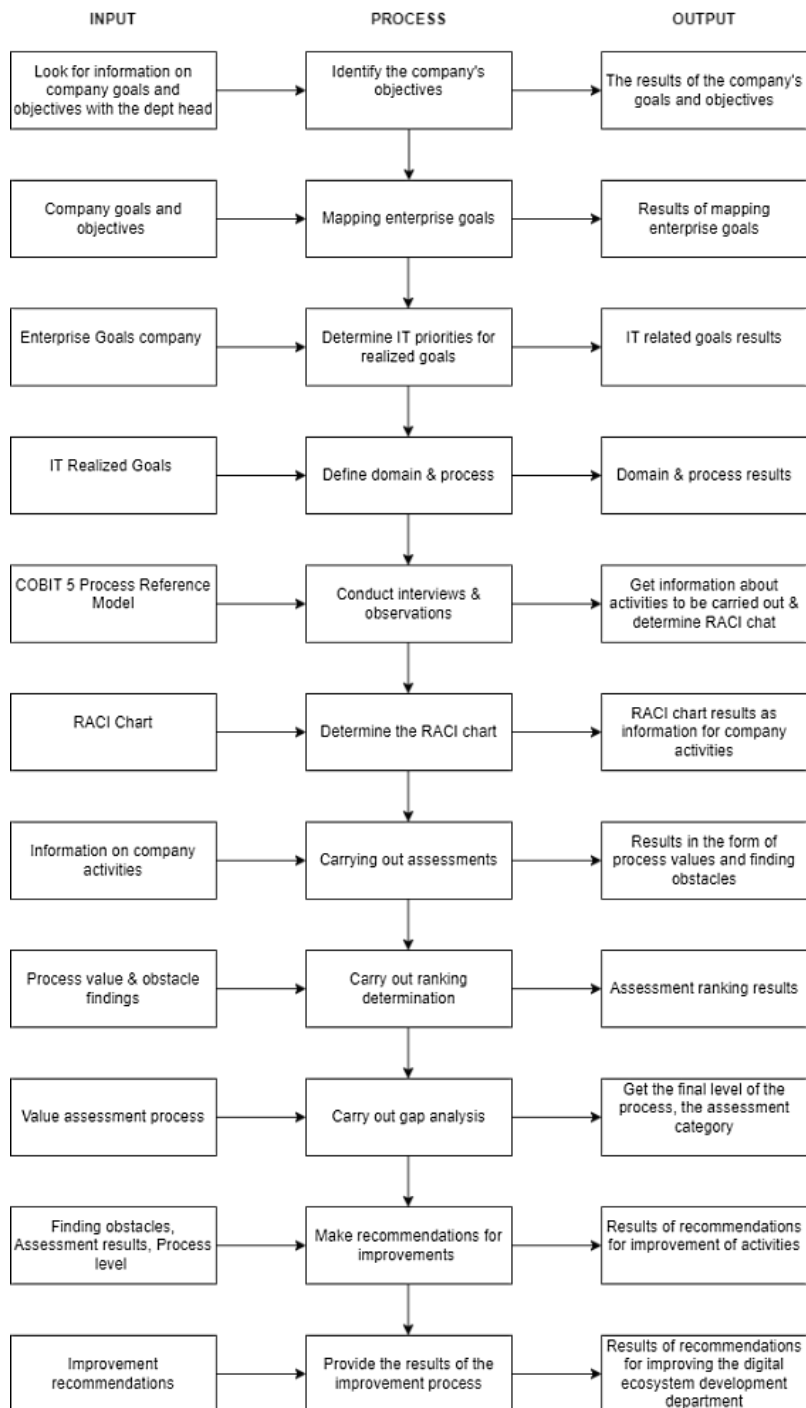 INPUT
PROCESS
OUTPUT
Look for information on
company goals and
objectives with the dept head
Identify the company's
objectives
The results of the company's
goals and objectives
Company goals and
objectives
Mapping enterprise goals
Results of mapping
enterprise goals
Enterprise Goals company
Determine IT priorities for
realized goals
IT related goals results
IT Realized Goals
Define domain & process
Domain & process results
COBIT 5 Process Reference
Model
Conduct interviews &
observations
Get information about
activities to be carried out &
determine RACI chat
RACI Chart
Determine the RACI chart
RACI chart results as
information for company
activities
Information on company
activities
Carrying out assessments
Results in the form of
process values and finding
obstacles
Process value & obstacle
findings
Carry out ranking
determination
Assessment ranking results
Value assessment process
Carry out gap analysis
Get the final level of the
process, the assessment
category
Finding obstacles,
Assessment results, Process
level
Make recommendations for
improvements
Results of recommendations
for improvement of activities
Improvement
recommendations
Provide the results of the
improvement process
Results of recommendations
for improving the digital
ecosystem development
department